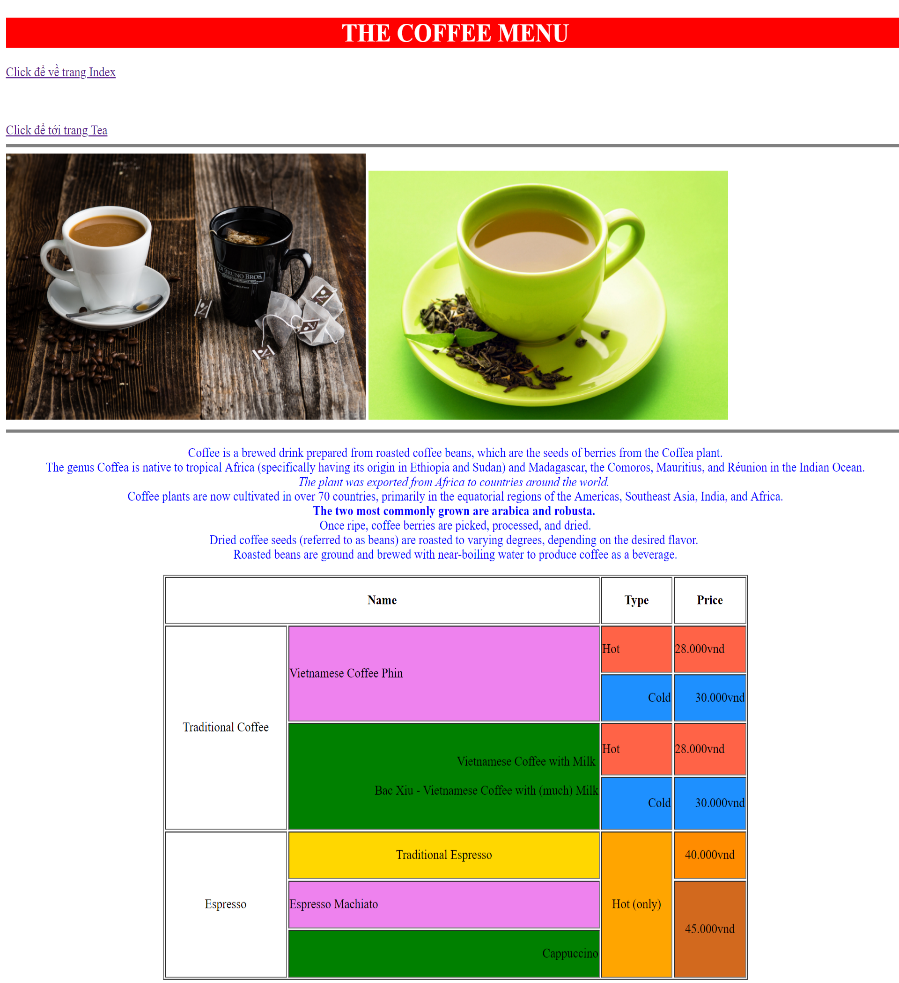 THE COFFEE MENU
Click để về trang Index
Click để tới trang Tea
Coffee is a brewed drink prepared from roasted coffee beans, which are the seeds of berries from the Coffea plant.
The genus Coffea is native to tropical Africa (specifically having its origin in Ethiopia and Sudan) and Madagascar, the Comoros, Mauritius, and Réunion in the Indian Ocean.
The plant was exported from Africa to countries around the world.
Coffee plants are now cultivated in over 70 countries, primarily in the equatorial regions of the Americas, Southeast Asia, India, and Africa.
The two most commonly grown are arabica and robusta.
Once ripe, coffee berries are picked, processed, and dried.
Dried coffee seeds (referred to as beans) are roasted to varying degrees, depending on the desired flavor.
Roasted beans are ground and brewed with near-boiling water to produce coffee as a beverage.
Name Type Price
Traditional Coffee
Vietnamese Coffee Phin
Hot 28.000vnd
Cold 30.000vnd
Vietnamese Coffee with Milk
Bac Xiu - Vietnamese Coffee with (much) Milk
Hot 28.000vnd
Cold 30.000vnd
Espresso
Traditional Espresso
Hot (only)
40.000vnd
Espresso Machiato
45.000vnd
Cappuccino